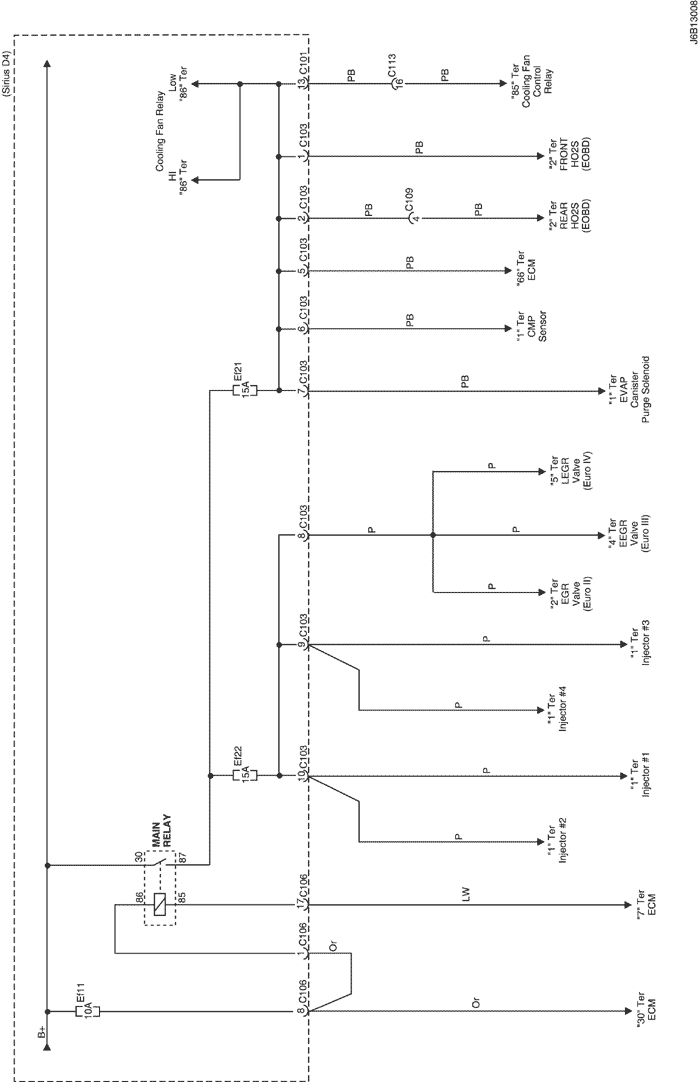 J6B13008
(Sirius D4)
Cooling Fan Relay
Low
"86" Ter
HI
"86" Ter
13
C101
PB
C113
16
PB
"85" Ter
Cooling Fan
Control
Relay
1
C103
PB
"2" Ter
FRONT
HO2S
(EOBD)
2
C103
PB
C109
4
PB
"2" Ter
REAR
HO2S
(EOBD)
5
C103
PB
"66" Ter
ECM
6
C103
PB
"1" Ter
CMP
Sensor
Ef21
15A
7
C103
PB
"1" Ter
EVAP
Canister
Purge Solenoid
8
C103
P
P
"5" Ter
LEGR
Valve
(Euro IV)
P
"4" Ter
EEGR
Valve
(Euro III)
P
"2" Ter
EGR
Valve
(Euro II)
9
C103
P
"1" Ter
Injector #3
P
"1" Ter
Injector #4
Ef22
15A
10
C103
P
"1" Ter
Injector #1
P
"1" Ter
Injector #2
MAIN
RELAY
30
87
86
85
17
C106
LW
"7" Ter
ECM
1
C106
Or
Ef11
10A
8
C106
Or
"30" Ter
ECM
B+